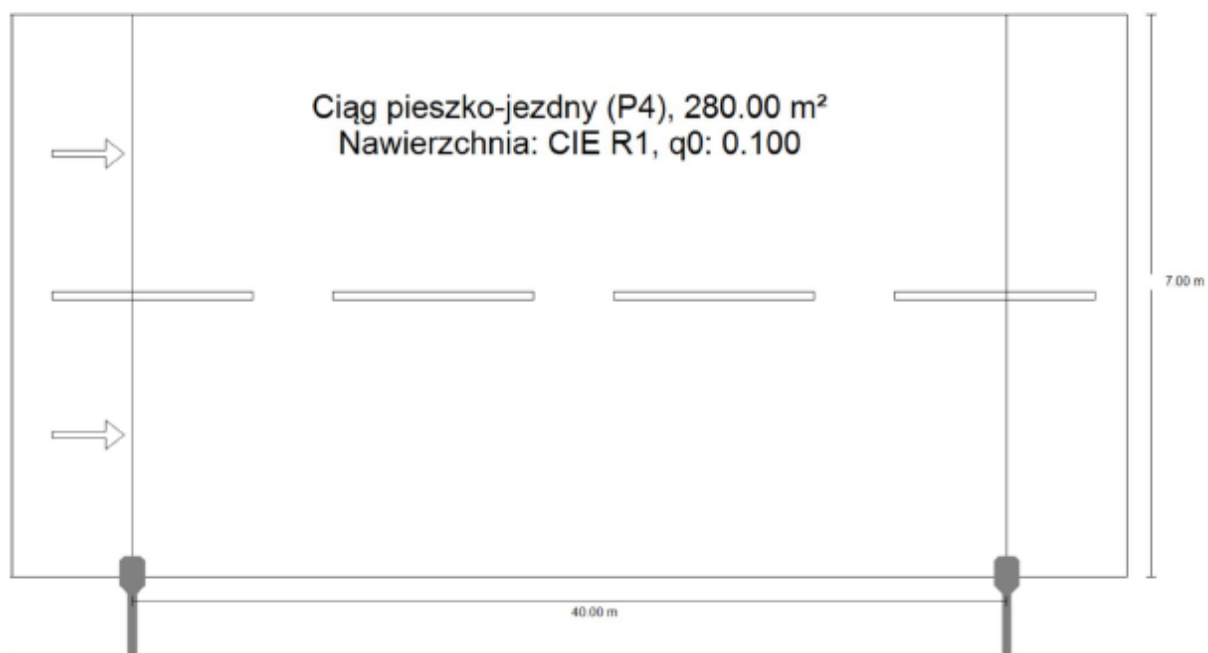 Ciąg pieszko-jezdny (P4), 280.00 m²
Nawierzchnia: CIE R1, q0: 0.100
7.00 m
40.00 m